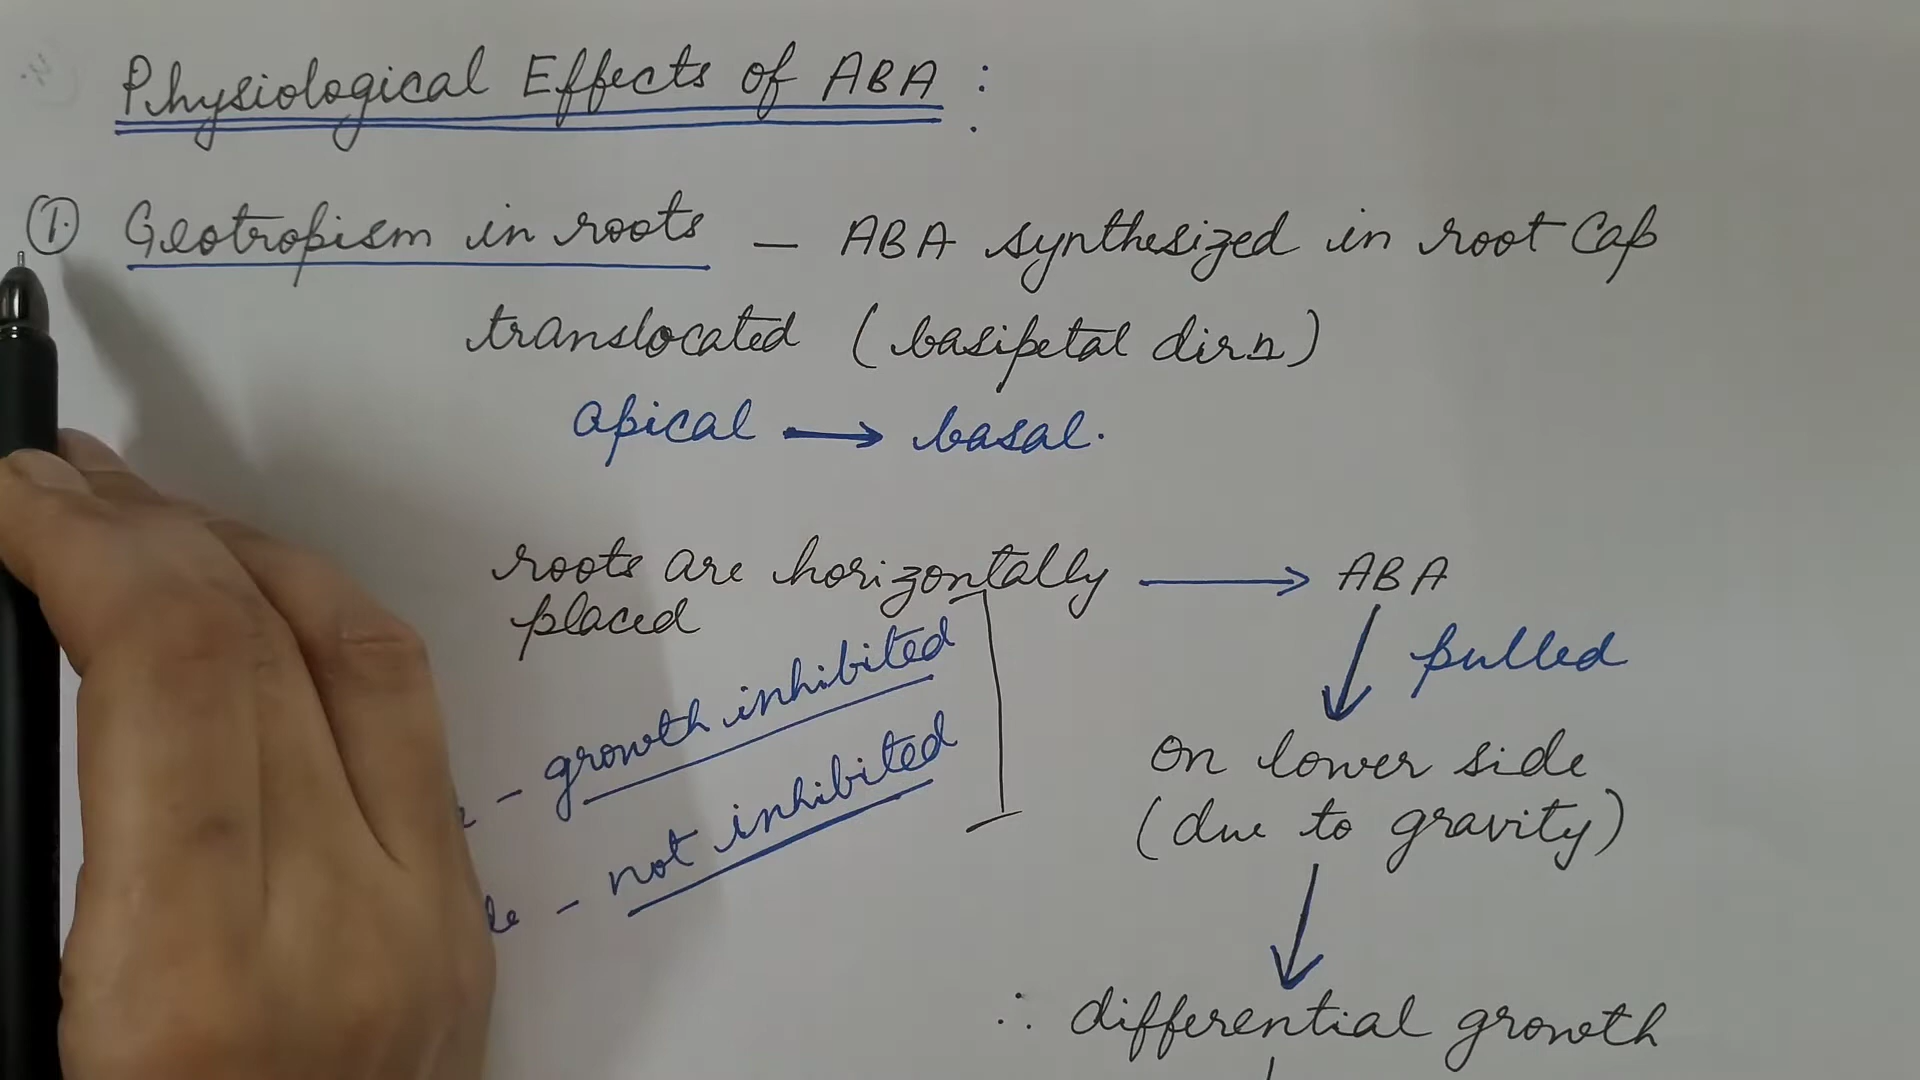 Physiological Effects of ABA :
1. Geotropism in roots – ABA synthesized in root cap
translocated (basipetal dirn)
apical → basal.
roots are horizontally → ABA
placed
pulled
growth inhibited
not inhibited
on lower side
(due to gravity)
∴ differential growth